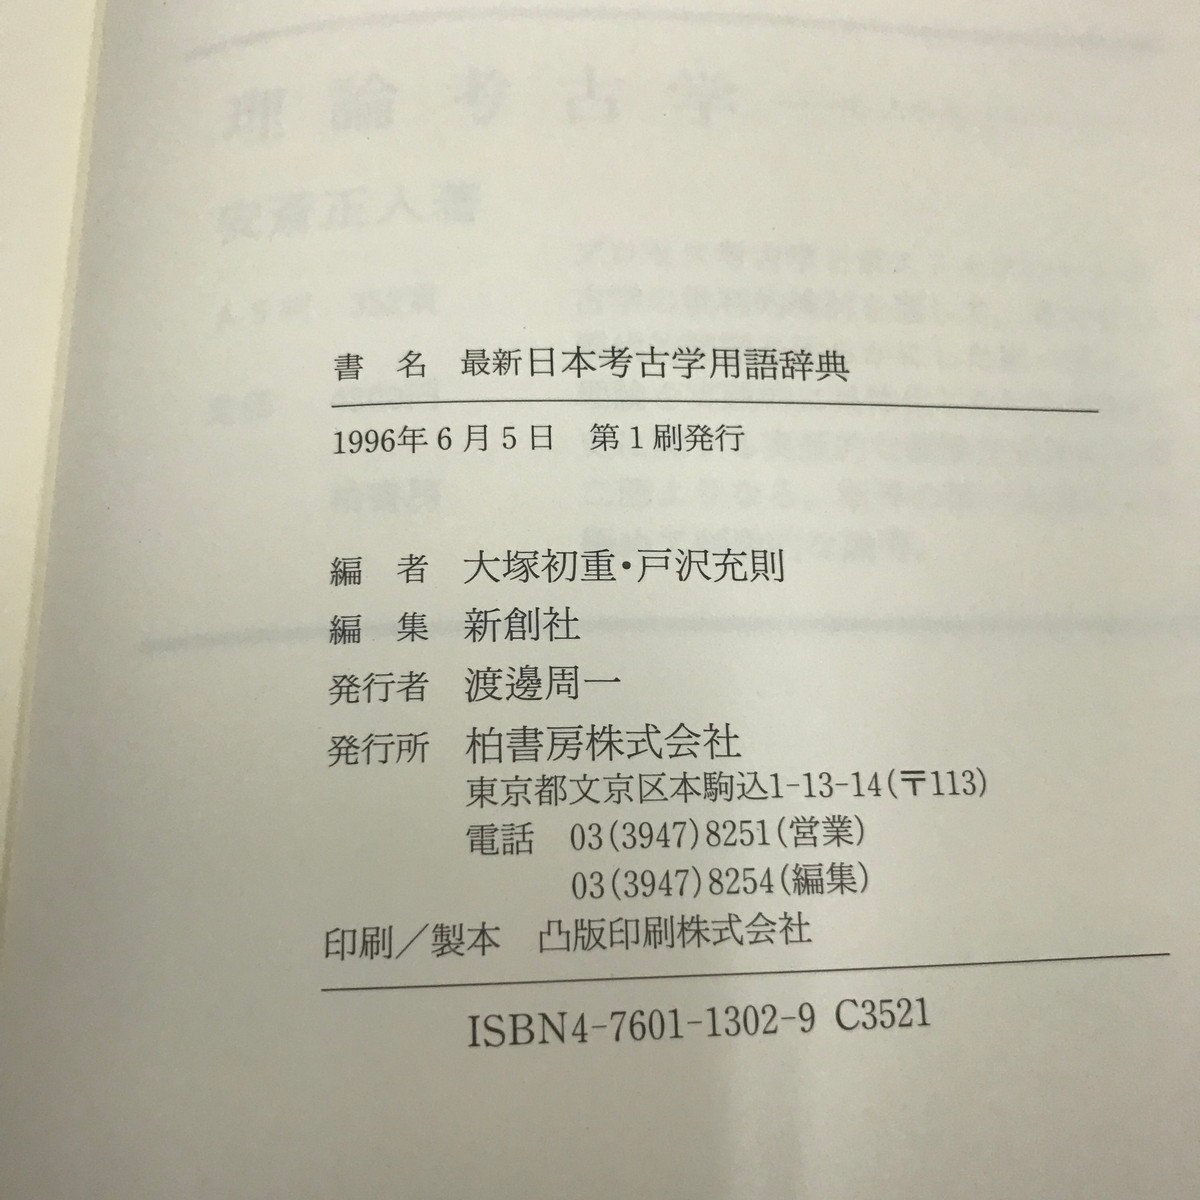 書　名　最新日本考古学用語辞典
1996年6月5日　第1刷発行
編　者　大塚初重・戸沢充則
編　集　新創社
発行者　渡邊周一
発行所　柏書房株式会社
東京都文京区本駒込1-13-14(〒113)
電話　03(3947)8251(営業)
03(3947)8254(編集)
印刷／製本　凸版印刷株式会社
ISBN4-7601-1302-9 C3521